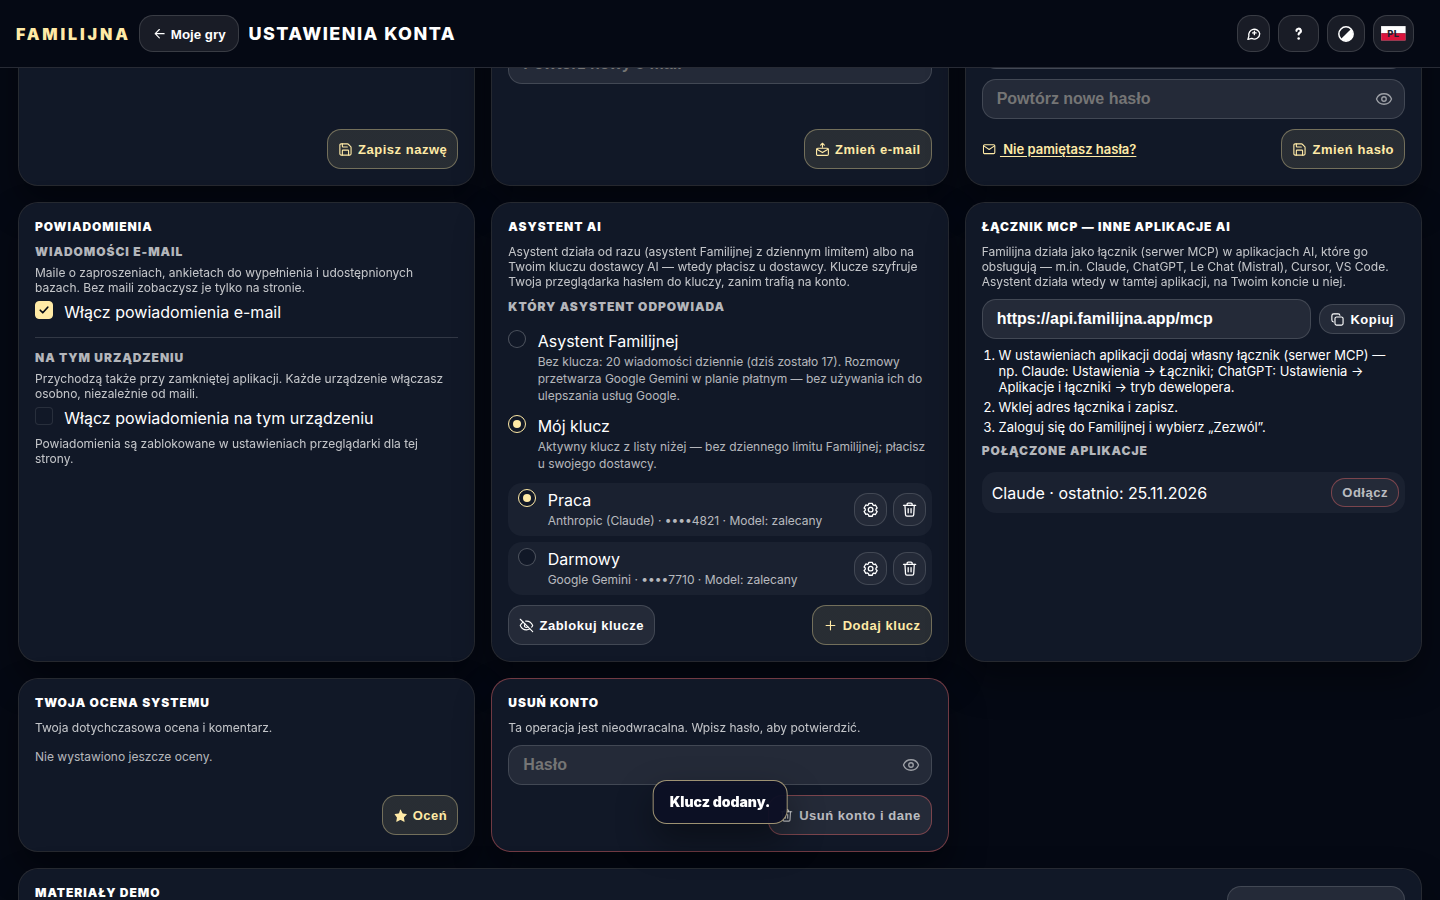 FAMILIJNA
Moje gry
USTAWIENIA KONTA
PL
Powtórz nowe hasło
Zapisz nazwę
Zmień e-mail
Nie pamiętasz hasła?
Zmień hasło
POWIADOMIENIA
WIADOMOŚCI E-MAIL
Maile o zaproszeniach, ankietach do wypełnienia i udostępnionych
bazach. Bez maili zobaczysz je tylko na stronie.
Włącz powiadomienia e-mail
NA TYM URZĄDZENIU
Przychodzą także przy zamkniętej aplikacji. Każde urządzenie włączasz
osobno, niezależnie od maili.
Włącz powiadomienia na tym urządzeniu
Powiadomienia są zablokowane w ustawieniach przeglądarki dla tej
strony.
ASYSTENT AI
Asystent działa od razu (asystent Familijnej z dziennym limitem) albo na
Twoim kluczu dostawcy AI — wtedy płacisz u dostawcy. Klucze szyfruje
Twoja przeglądarka hasłem do kluczy, zanim trafią na konto.
KTÓRY ASYSTENT ODPOWIADA
Asystent Familijnej
Bez klucza: 20 wiadomości dziennie (dziś zostało 17). Rozmowy
przetwarza Google Gemini w planie płatnym — bez używania ich do
ulepszania usług Google.
Mój klucz
Aktywny klucz z listy niżej — bez dziennego limitu Familijnej; płacisz
u swojego dostawcy.
Praca
Anthropic (Claude) · ••••4821 · Model: zalecany
Darmowy
Google Gemini · ••••7710 · Model: zalecany
Zablokuj klucze
Dodaj klucz
ŁĄCZNIK MCP — INNE APLIKACJE AI
Familijna działa jako łącznik (serwer MCP) w aplikacjach AI, które go
obsługują — m.in. Claude, ChatGPT, Le Chat (Mistral), Cursor, VS Code.
Asystent działa wtedy w tamtej aplikacji, na Twoim koncie u niej.
https://api.familijna.app/mcp
Kopiuj
1. W ustawieniach aplikacji dodaj własny łącznik (serwer MCP) —
np. Claude: Ustawienia → Łączniki; ChatGPT: Ustawienia →
Aplikacje i łączniki → tryb dewelopera.
2. Wklej adres łącznika i zapisz.
3. Zaloguj się do Familijnej i wybierz „Zezwól”.
POŁĄCZONE APLIKACJE
Claude · ostatnio: 25.11.2026
Odłącz
TWOJA OCENA SYSTEMU
Twoja dotychczasowa ocena i komentarz.
Nie wystawiono jeszcze oceny.
Oceń
USUŃ KONTO
Ta operacja jest nieodwracalna. Wpisz hasło, aby potwierdzić.
Hasło
Klucz dodany.
Usuń konto i dane
MATERIAŁY DEMO